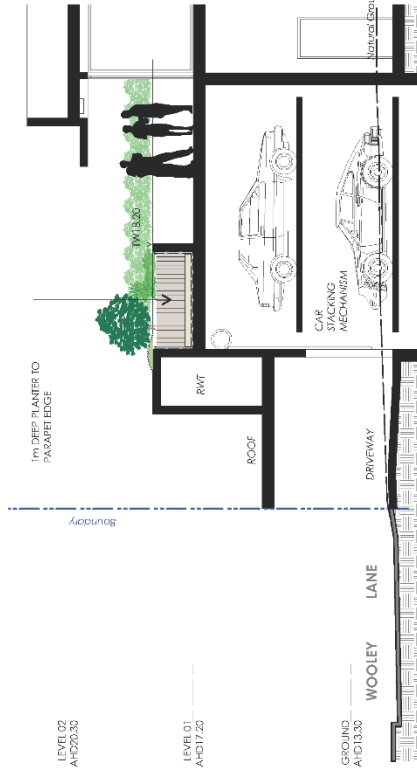 LEVEL 02
AHD20.30
LEVEL 01
AHD17.20
GROUND
AHD13.30
1m DEEP PLANTER TO
PARAPET EDGE
Boundary
TW18.20
RWT
ROOF
CAR
STACKING
MECHANISM
DRIVEWAY
WOOLEY LANE
Natural Grou